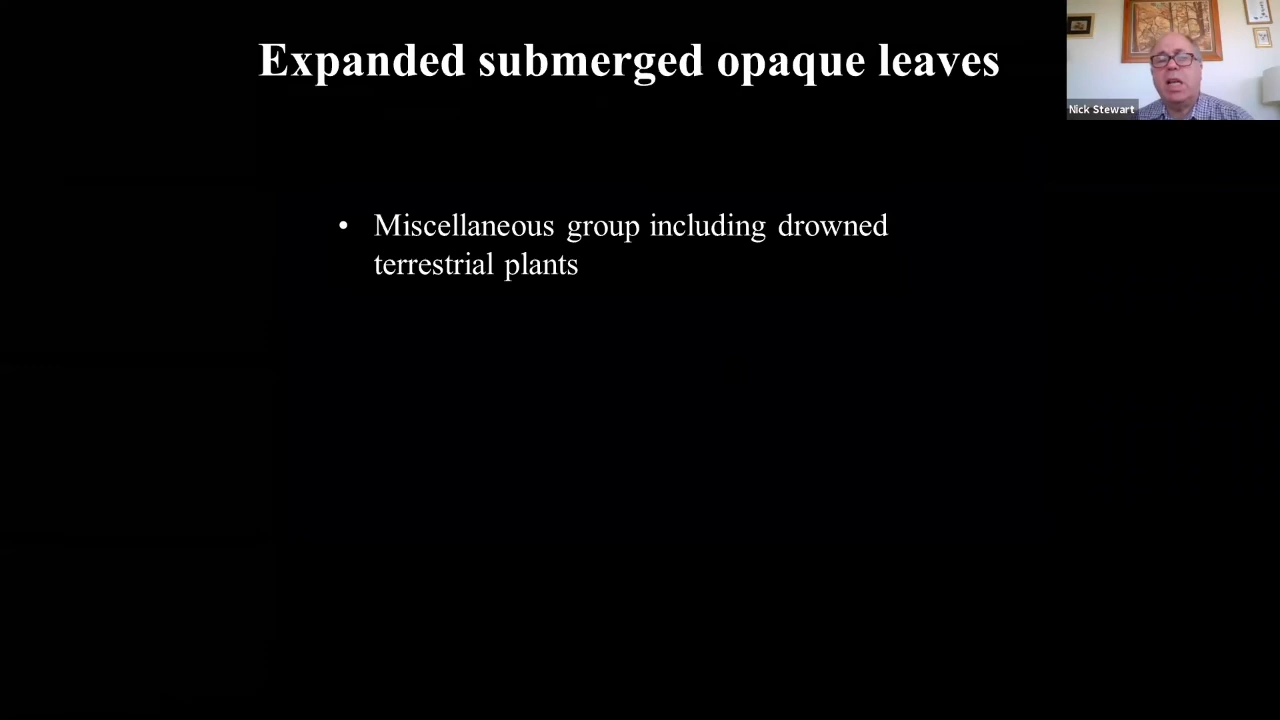 Expanded submerged opaque leaves
Nick Stewart
• Miscellaneous group including drowned
terrestrial plants